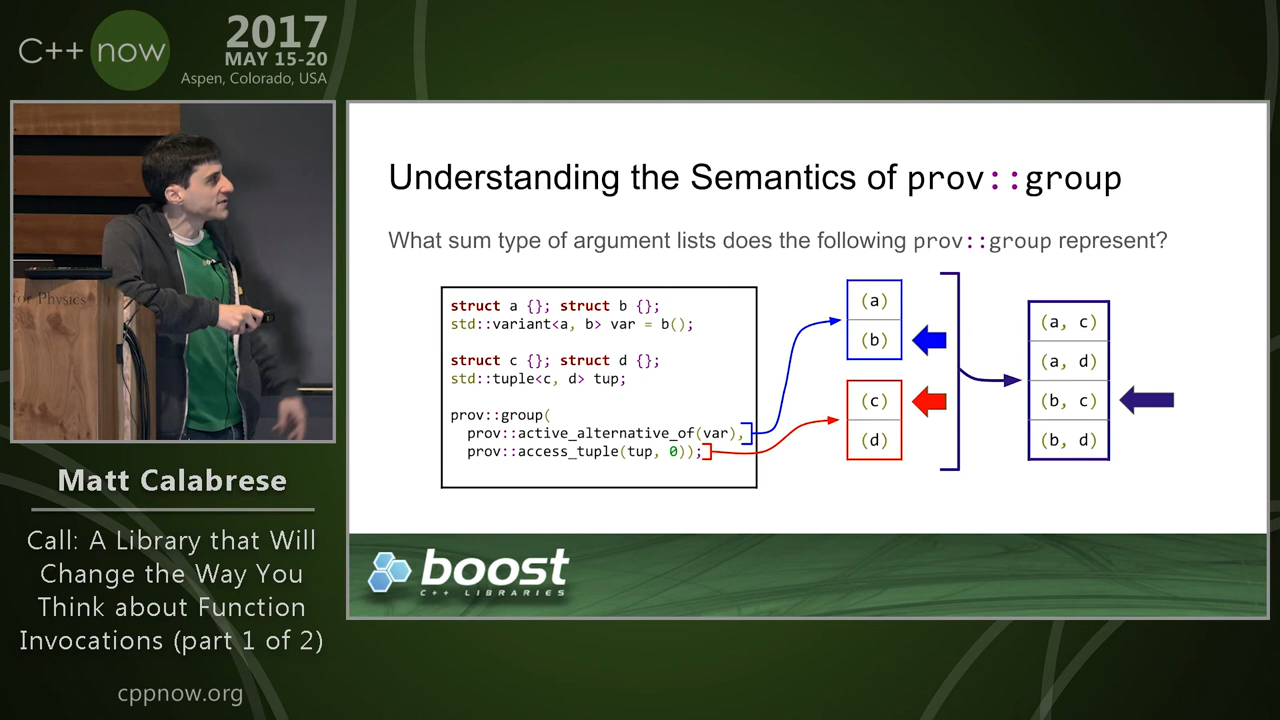 C++ now
2017
MAY 15-20
Aspen, Colorado, USA
for Physics
Matt Calabrese
Call: A Library that Will
Change the Way You
Think about Function
Invocations (part 1 of 2)
cppnow.org
Understanding the Semantics of prov::group
What sum type of argument lists does the following prov::group represent?
struct a {}; struct b {};
std::variant<a, b> var = b();
struct c {}; struct d {};
std::tuple<c, d> tup;
prov::group(
prov::active_alternative_of(var),
prov::access_tuple(tup, 0));
(a)
(b)
(c)
(d)
(a, c)
(a, d)
(b, c)
(b, d)
boost
C++ LIBRARIES